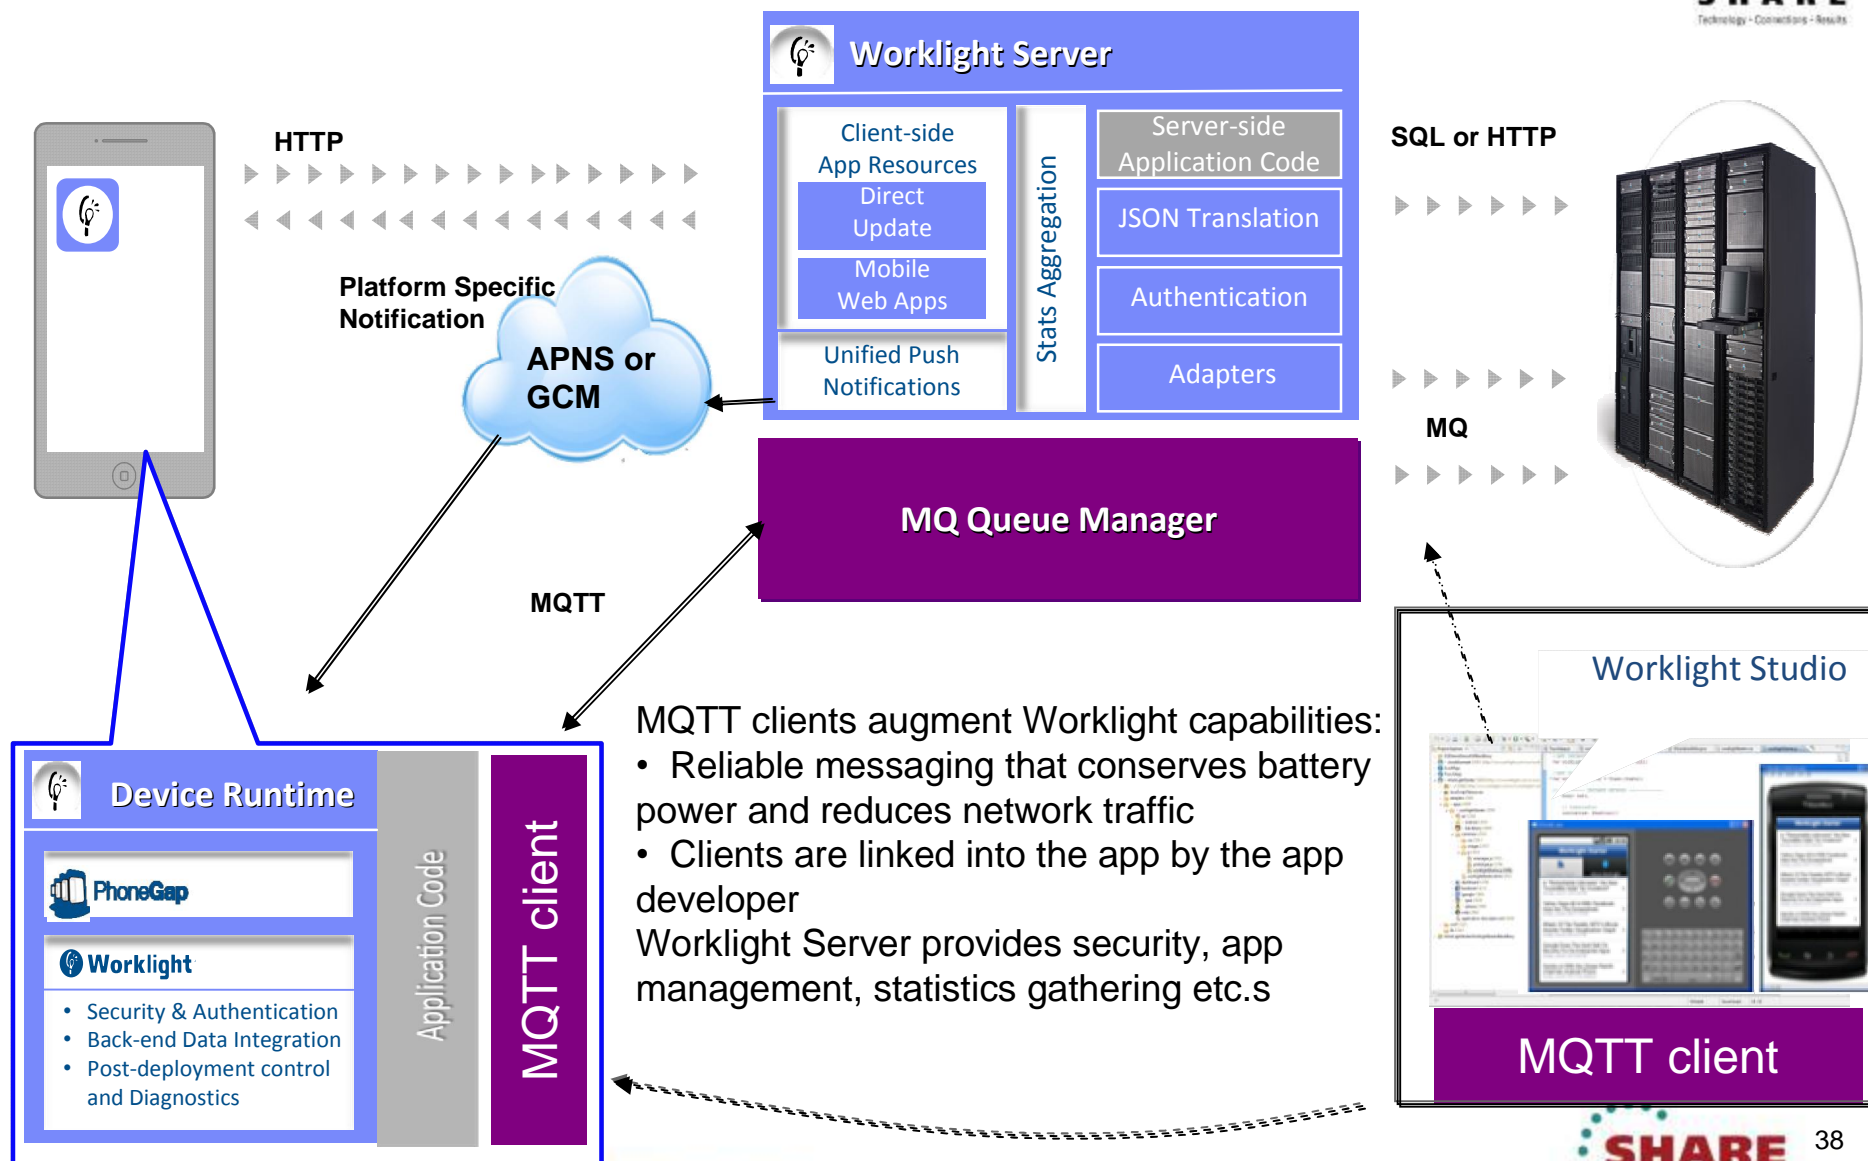 SHARE
Technology · Connections · Results
Worklight Server
HTTP
Client-side
App Resources
Direct
Update
Mobile
Web Apps
Unified Push
Notifications
Stats Aggregation
Server-side
Application Code
JSON Translation
Authentication
Adapters
SQL or HTTP
Platform Specific
Notification
APNS or
GCM
MQ
MQ Queue Manager
MQTT
Worklight Studio
MQTT clients augment Worklight capabilities:
• Reliable messaging that conserves battery
power and reduces network traffic
• Clients are linked into the app by the app
developer
Worklight Server provides security, app
management, statistics gathering etc.s
Device Runtime
PhoneGap
Worklight
• Security & Authentication
• Back-end Data Integration
• Post-deployment control
and Diagnostics
Application Code
MQTT client
MQTT client
SHARE
38